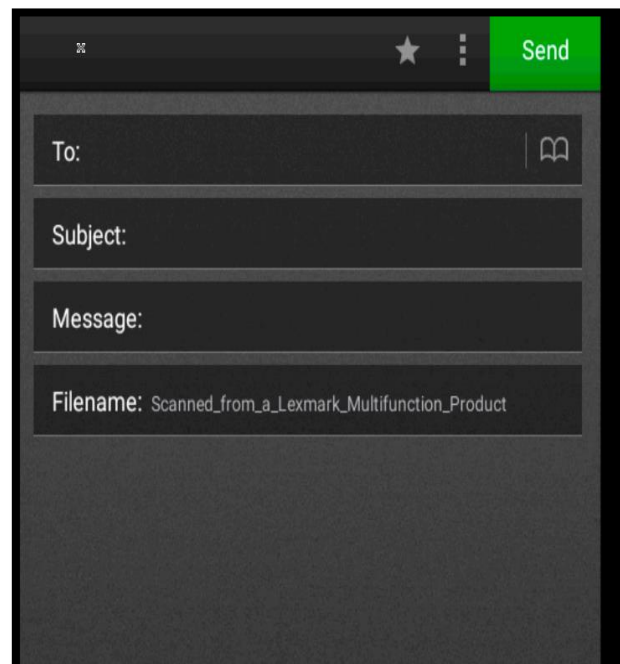 Send
To:
Subject:
Message:
Filename: Scanned_from_a_Lexmark_Multifunction_Product